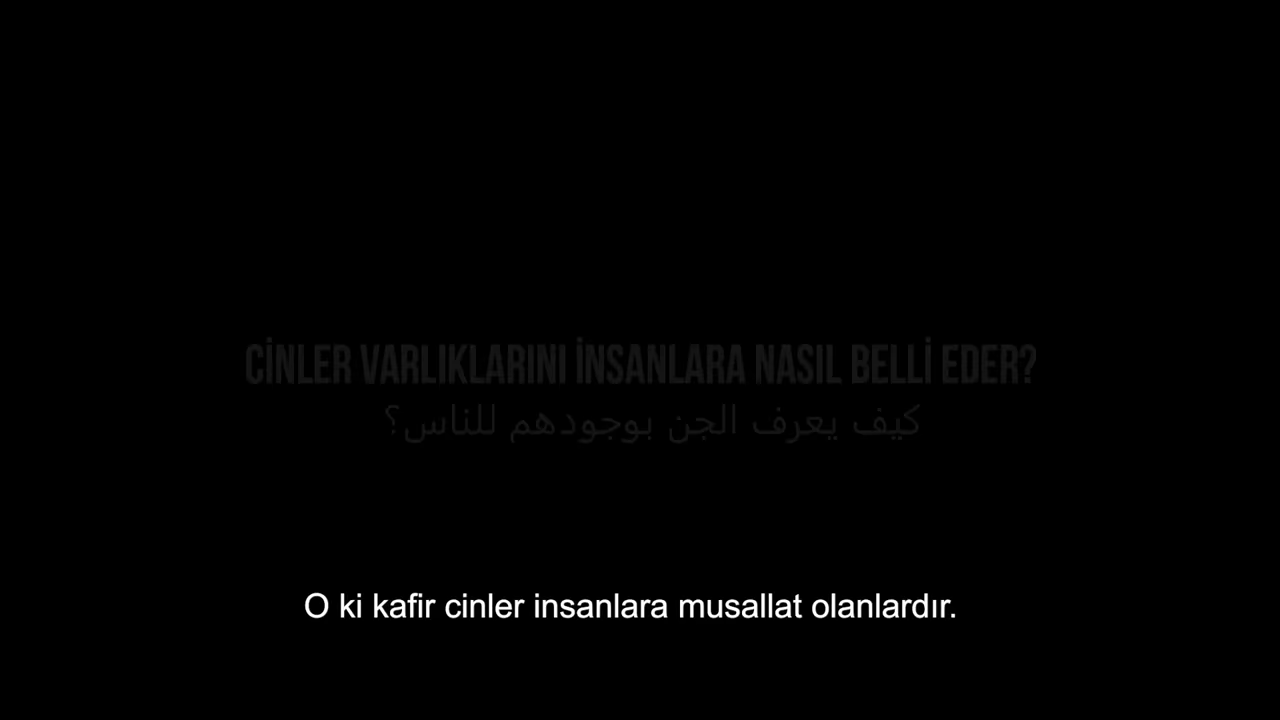 CİNLER VARLIKLARINI İNSANLARA NASIL BELLİ EDER?
كيف يعرف الجن بوجودهم للناس؟
O ki kafir cinler insanlara musallat olanlardır.